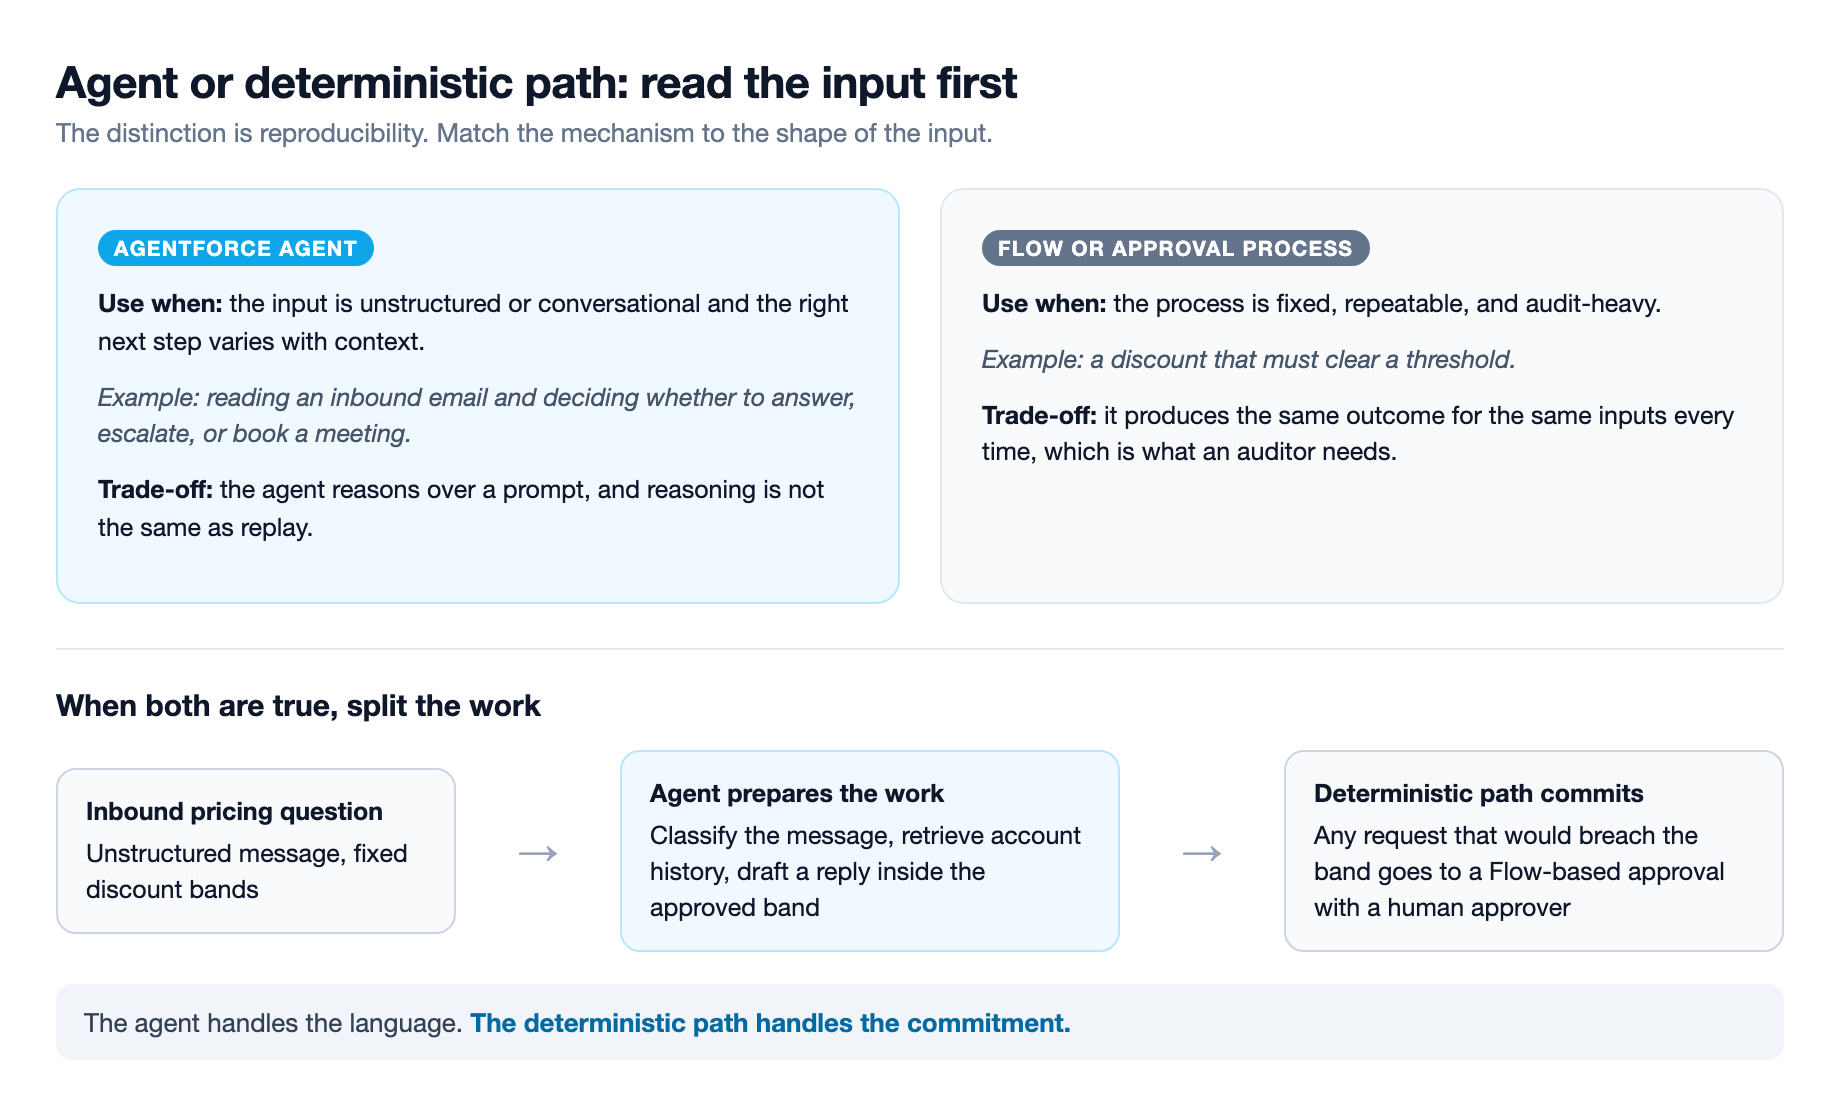 Agent or deterministic path: read the input first
The distinction is reproducibility. Match the mechanism to the shape of the input.
AGENTFORCE AGENT
Use when: the input is unstructured or conversational and the right
next step varies with context.
Example: reading an inbound email and deciding whether to answer,
escalate, or book a meeting.
Trade-off: the agent reasons over a prompt, and reasoning is not
the same as replay.
FLOW OR APPROVAL PROCESS
Use when: the process is fixed, repeatable, and audit-heavy.
Example: a discount that must clear a threshold.
Trade-off: it produces the same outcome for the same inputs every
time, which is what an auditor needs.
When both are true, split the work
Inbound pricing question
Unstructured message, fixed
discount bands
→
Agent prepares the work
Classify the message, retrieve account
history, draft a reply inside the
approved band
→
Deterministic path commits
Any request that would breach the
band goes to a Flow-based approval
with a human approver
The agent handles the language. The deterministic path handles the commitment.